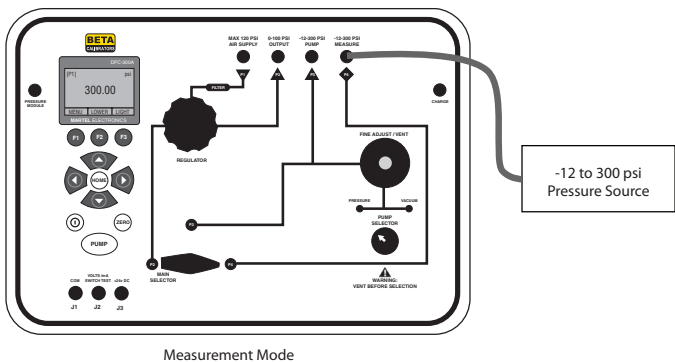 BETA
CALIBRATORS
DPC-300A
[P1] psi
300.00
MENU LOWER LIGHT
MARTEL ELECTRONICS
F1 F2 F3
HOME
ZERO
PUMP
PRESSURE
MODULE
COM
VOLTS ind.
SWITCH TEST
+24v DC
J1 J2 J3
MAX 120 PSI
AIR SUPPLY
0-100 PSI
OUTPUT
-12-300 PSI
PUMP
-12-300 PSI
MEASURE
P1
P2
P3
P4
FILTER
REGULATOR
FINE ADJUST / VENT
CHARGE
PRESSURE
VACUUM
PUMP
SELECTOR
P3
P2
P4
MAIN
SELECTOR
WARNING:
VENT BEFORE SELECTION
-12 to 300 psi
Pressure Source
Measurement Mode